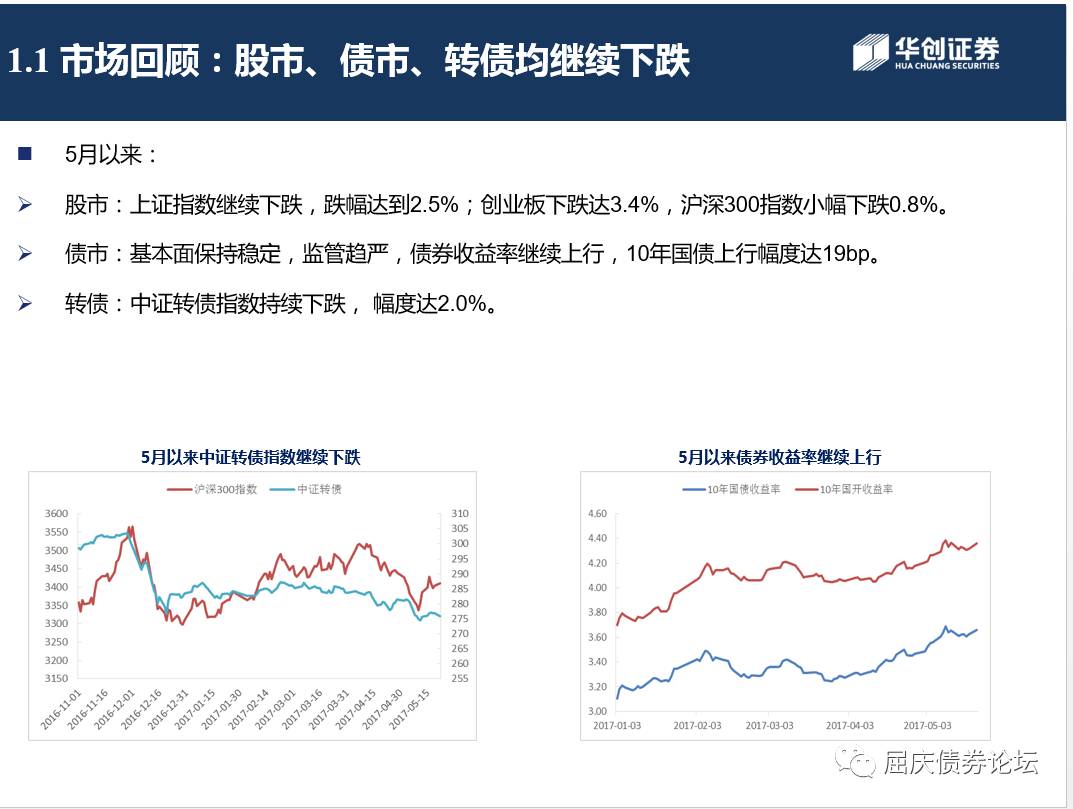 1.1 市场回顾：股市、债市、转债均继续下跌
华创证券
HUA CHUANG SECURITIES
5月以来：
股市：上证指数继续下跌，跌幅达到2.5%；创业板下跌达3.4%，沪深300指数小幅下跌0.8%。
债市：基本面保持稳定，监管趋严，债券收益率继续上行，10年国债上行幅度达19bp。
转债：中证转债指数持续下跌， 幅度达2.0%。
5月以来中证转债指数继续下跌
沪深300指数 中证转债
3600 310
3550 305
3500 300
3450 295
3400 290
3350 285
3300 280
3250 275
3200 270
3150 265
260
255
2016-11-01 2016-11-16 2016-12-01 2016-12-16 2016-12-31 2017-01-15 2017-01-30 2017-02-14 2017-03-01 2017-03-16 2017-03-31 2017-04-15 2017-04-30 2017-05-15
5月以来债券收益率继续上行
10年国债收益率 10年国开收益率
4.60
4.40
4.20
4.00
3.80
3.60
3.40
3.20
3.00
2017-01-03 2017-02-03 2017-03-03 2017-04-03 2017-05-03
屈庆债券论坛